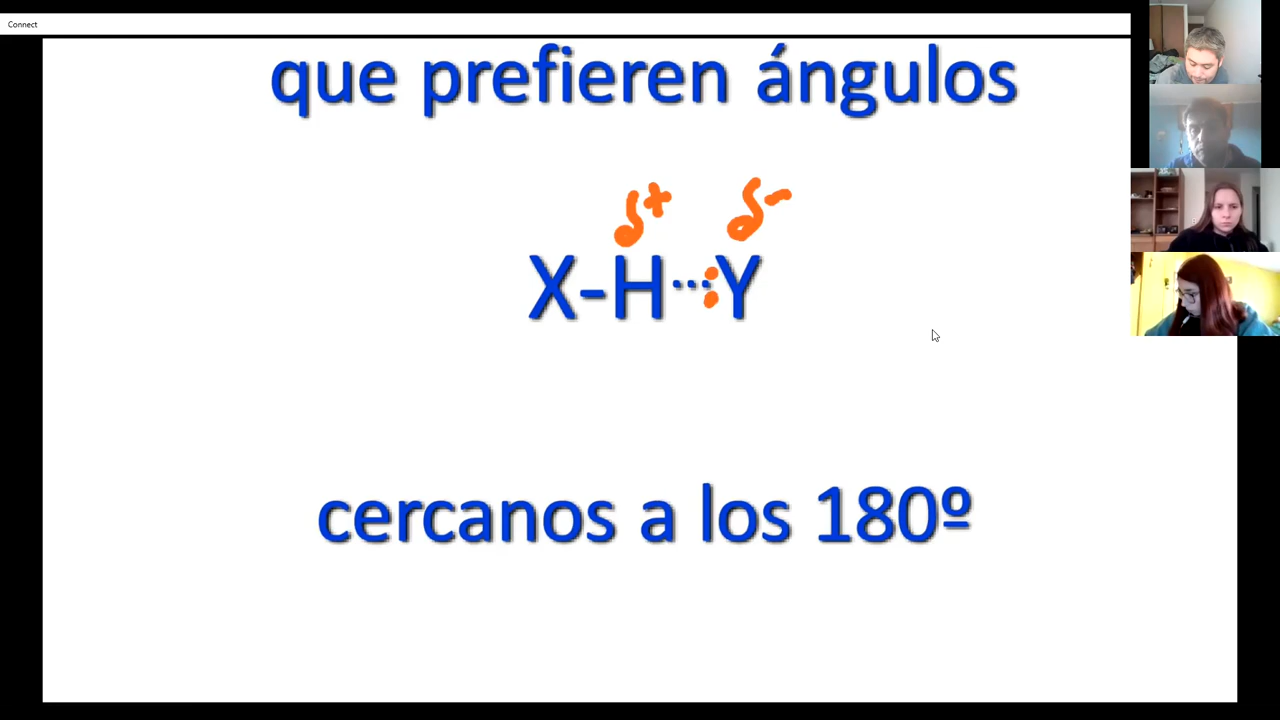 Connect
que prefieren ángulos
δ+ δ-
X-H···:Y
cercanos a los 180º